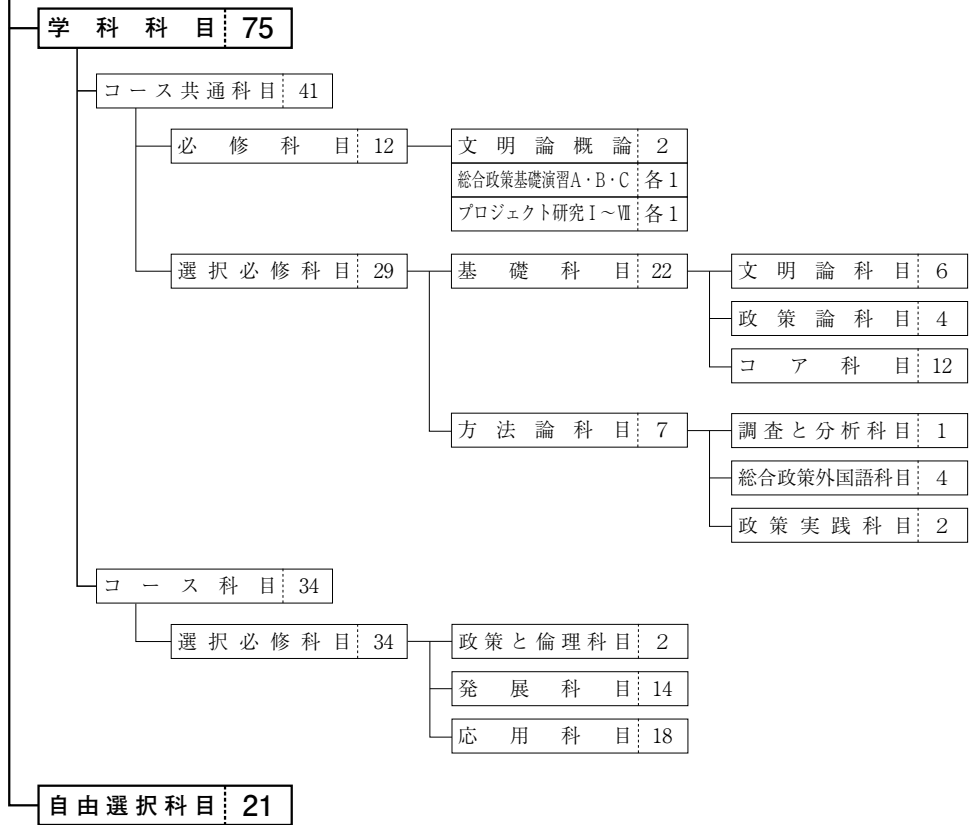 学科科目 75
コース共通科目 41
必修科目 12
文明論概論 2
総合政策基礎演習A・B・C 各1
プロジェクト研究Ⅰ~Ⅶ 各1
選択必修科目 29
基礎科目 22
文明論科目 6
政策論科目 4
コア科目 12
方法論科目 7
調査と分析科目 1
総合政策外国語科目 4
政策実践科目 2
コース科目 34
選択必修科目 34
政策と倫理科目 2
発展科目 14
応用科目 18
自由選択科目 21